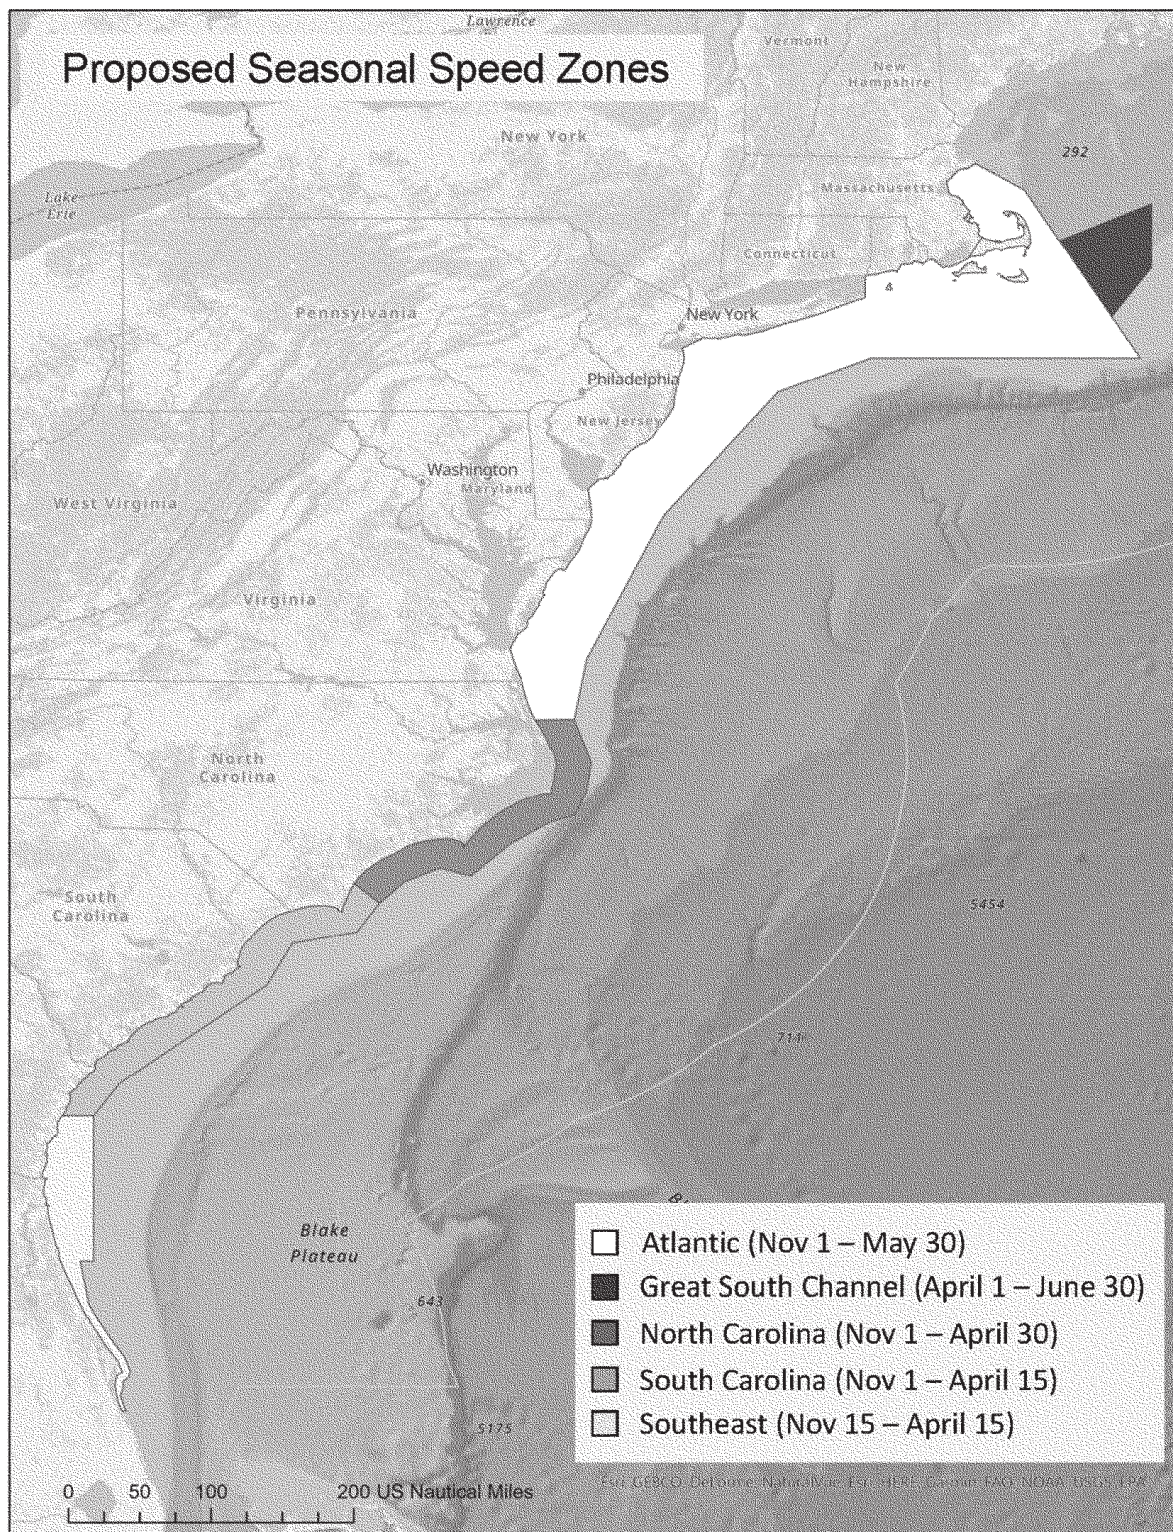 Lawrence
Proposed Seasonal Speed Zones
Vermont
New
Hampshire
New York
292
Massachusetts
Lake
Erie
Connecticut
4
Pennsylvania
New York
Philadelphia
New Jersey
Washington
Maryland
West Virginia
Virginia
North
Carolina
South
Carolina
5454
Blake
Plateau
643
5175
Atlantic (Nov 1 – May 30)
Great South Channel (April 1 – June 30)
North Carolina (Nov 1 – April 30)
South Carolina (Nov 1 – April 15)
Southeast (Nov 15 – April 15)
0 50 100 200 US Nautical Miles